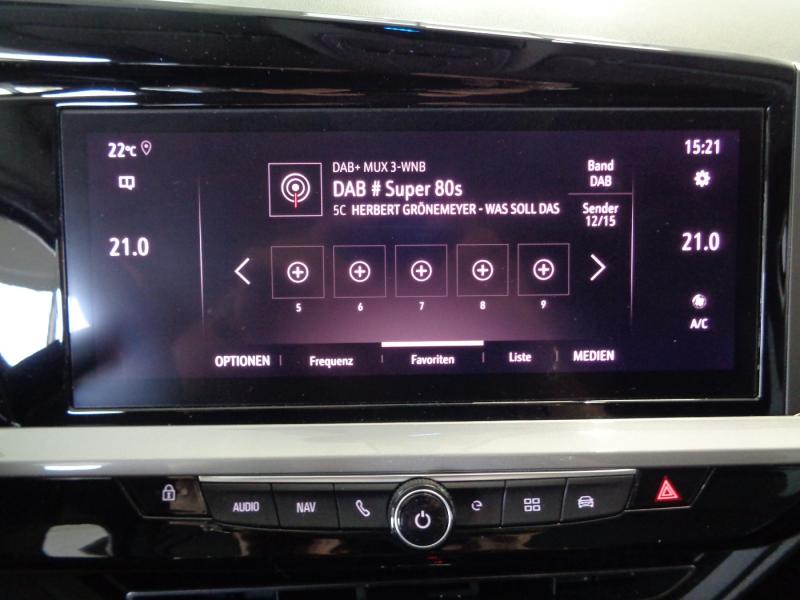 22°C
15:21
DAB+ MUX 3-WNB
DAB # Super 80s
5C HERBERT GRÖNEMEYER - WAS SOLL DAS
Band
DAB
Sender
12/15
21.0
21.0
5 6 7 8 9
A/C
OPTIONEN Frequenz Favoriten Liste MEDIEN
AUDIO NAV